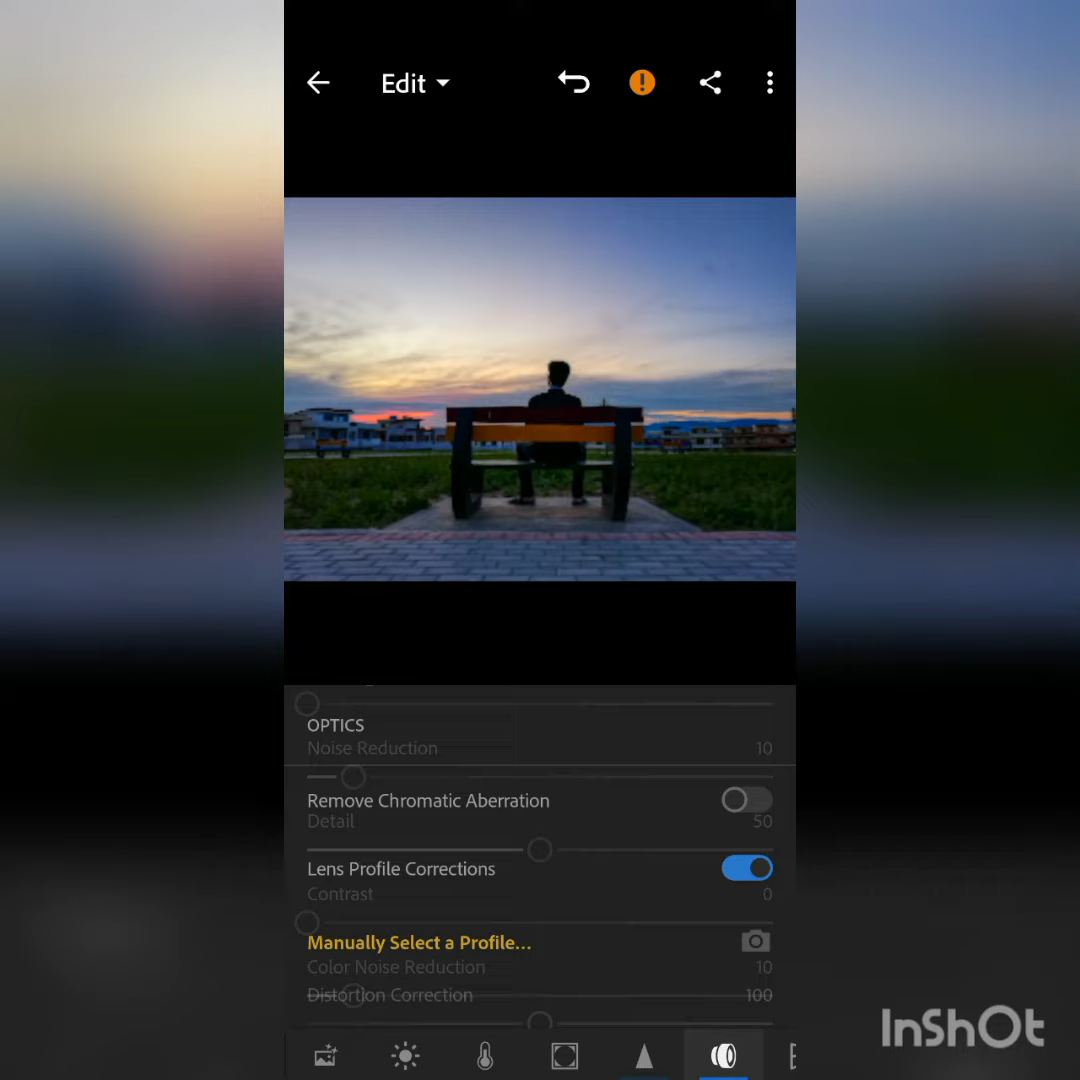 Edit
OPTICS
Noise Reduction 10
Remove Chromatic Aberration
Detail 50
Lens Profile Corrections
Contrast 0
Manually Select a Profile...
Color Noise Reduction 10
Distortion Correction 100
InShOt